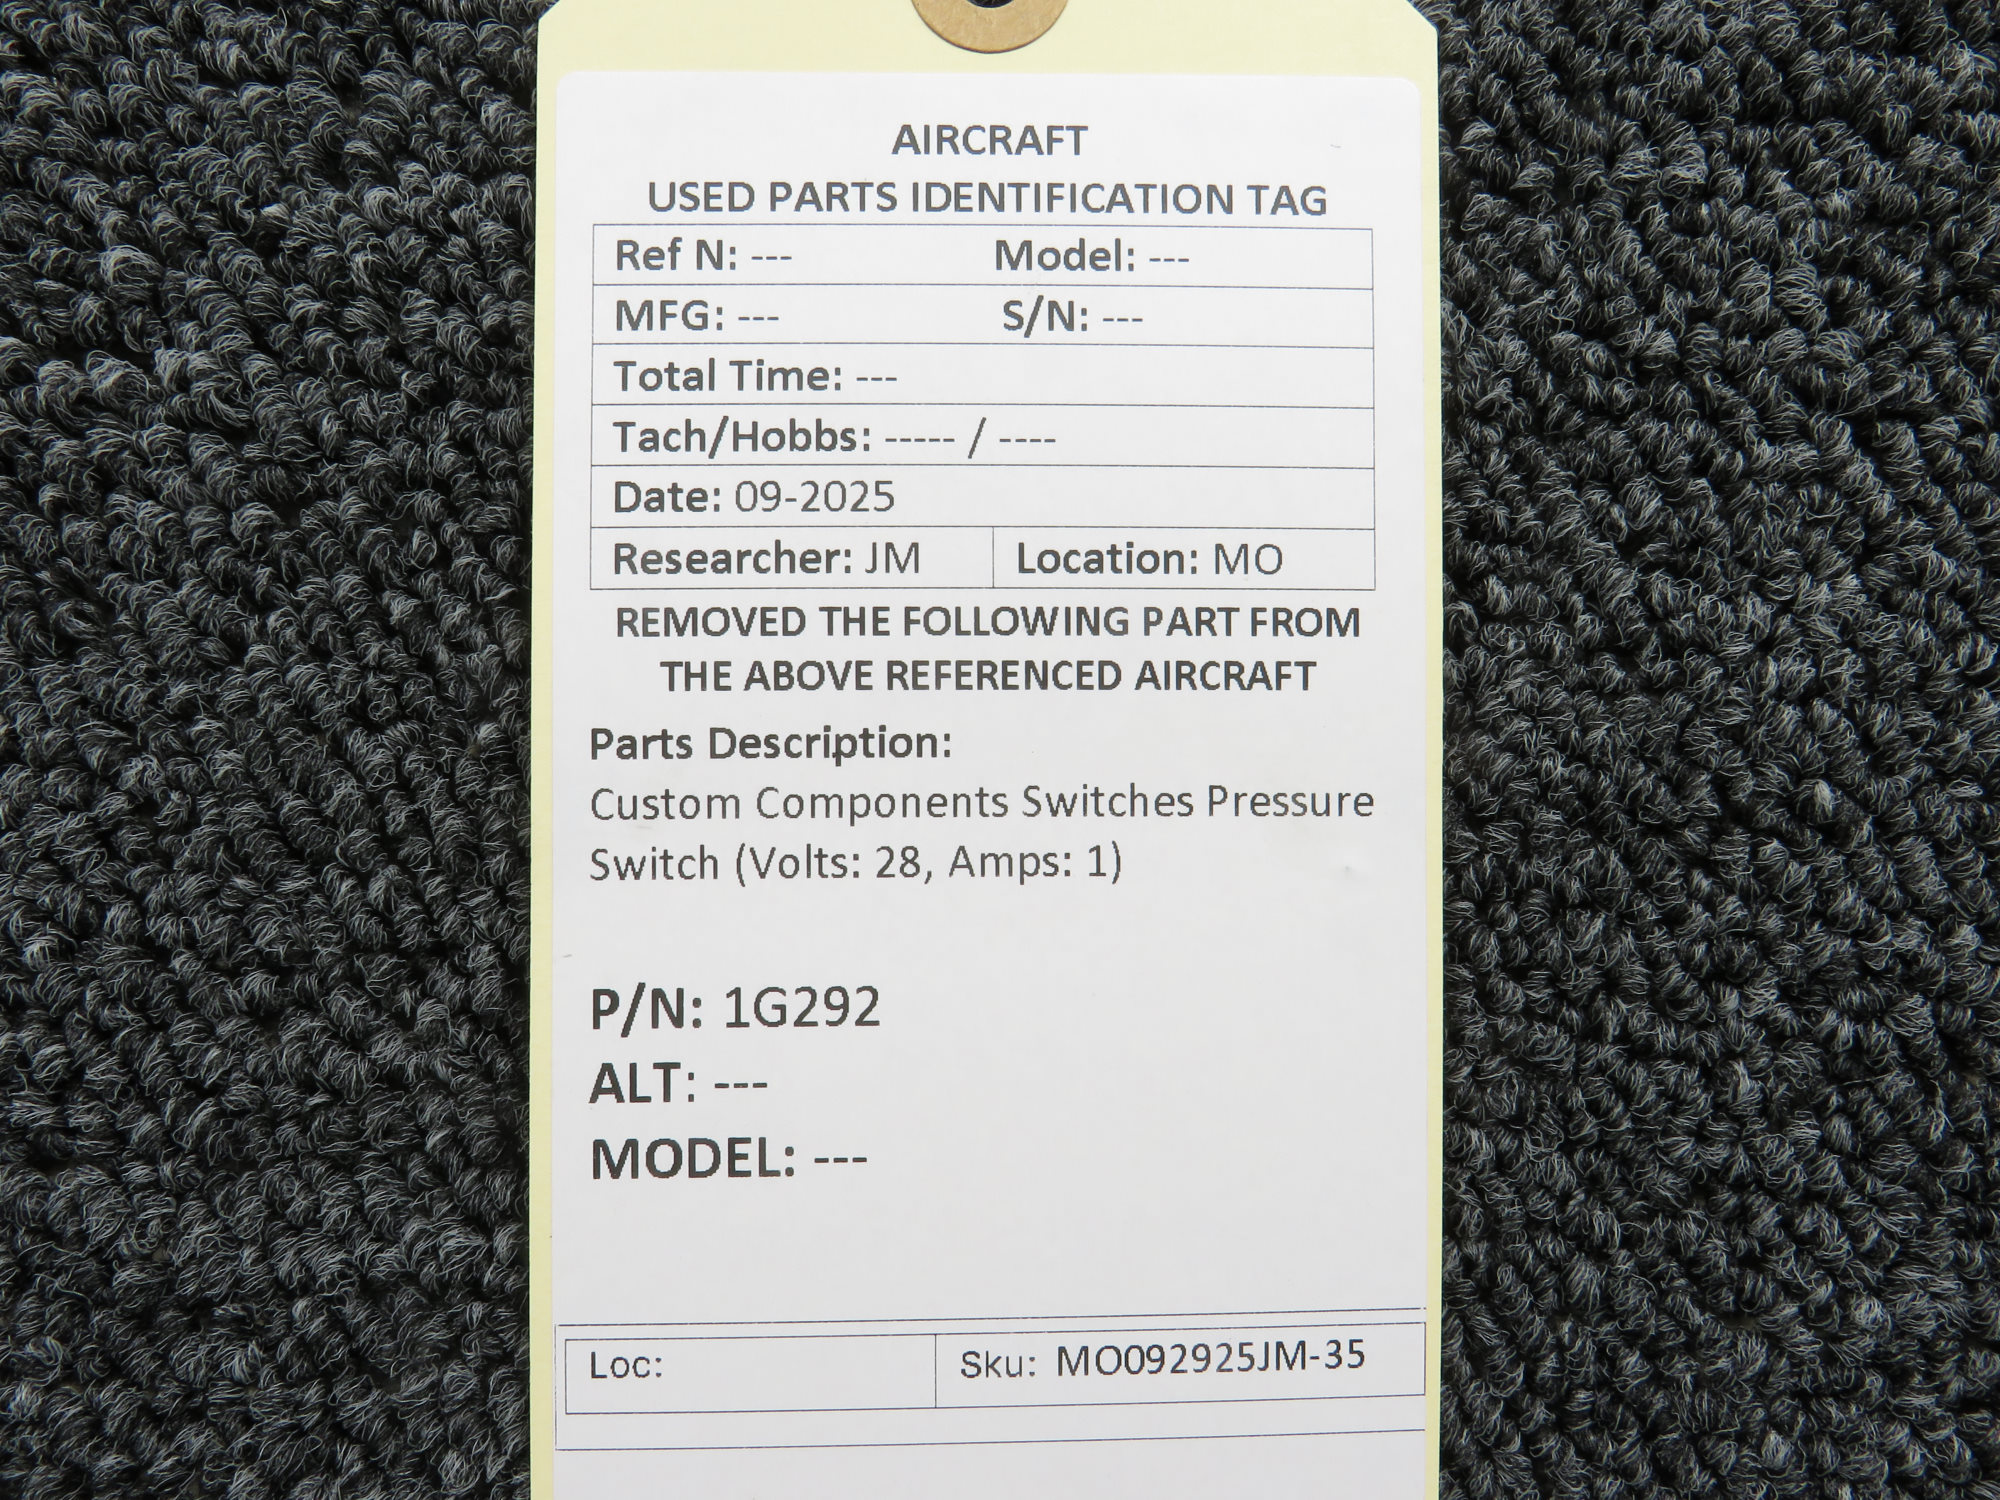 AIRCRAFT
USED PARTS IDENTIFICATION TAG
Ref N: --- Model: ---
MFG: --- S/N: ---
Total Time: ---
Tach/Hobbs: ----- / ----
Date: 09-2025
Researcher: JM Location: MO
REMOVED THE FOLLOWING PART FROM
THE ABOVE REFERENCED AIRCRAFT
Parts Description:
Custom Components Switches Pressure
Switch (Volts: 28, Amps: 1)
P/N: 1G292
ALT: ---
MODEL: ---
Loc: Sku: MO092925JM-35